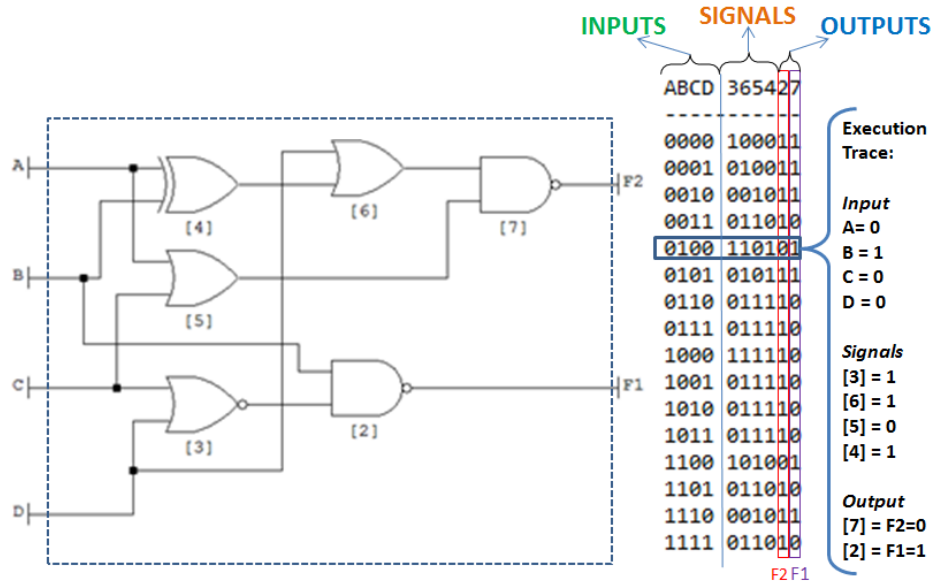 INPUTS SIGNALS OUTPUTS
ABCD 365427
- - - - - - - - - -
0000 100011
0001 010011
0010 001011
0011 011010
0100 110101
0101 010111
0110 011110
0111 011110
1000 111110
1001 011110
1010 011110
1011 011110
1100 101001
1101 011010
1110 001011
1111 011010
F2 F1
Execution
Trace:
Input
A= 0
B = 1
C = 0
D = 0
Signals
[3] = 1
[6] = 1
[5] = 0
[4] = 1
Output
[7] = F2=0
[2] = F1=1
A
B
C
D
[4]
[6]
[7]
[5]
[3]
[2]
F2
F1